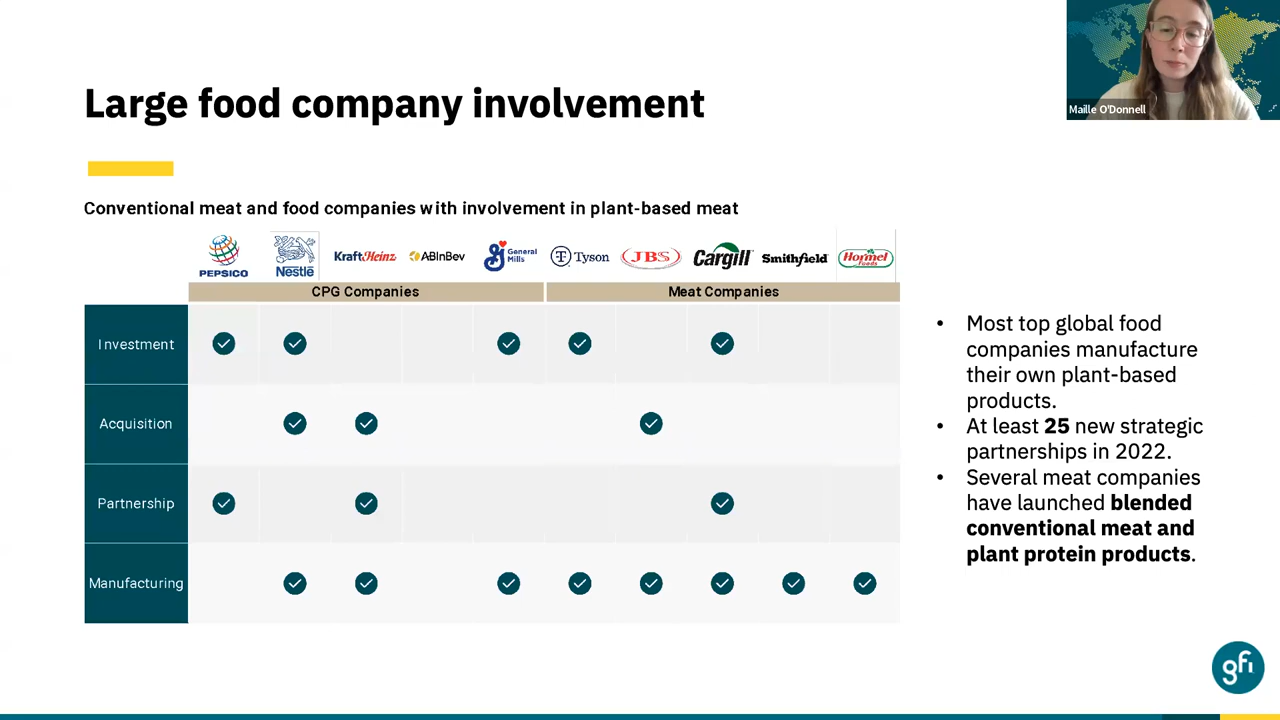 Maille O'Donnell
Large food company involvement
Conventional meat and food companies with involvement in plant-based meat
PEPSICO
Nestlē
KraftHeinz
ABInBev
General
Mills
T Tyson
JBS
Cargill
Smithfield
Hormel
Foods
CPG Companies
Meat Companies
Investment
Acquisition
Partnership
Manufacturing
• Most top global food
companies manufacture
their own plant-based
products.
• At least 25 new strategic
partnerships in 2022.
• Several meat companies
have launched blended
conventional meat and
plant protein products.
gfi